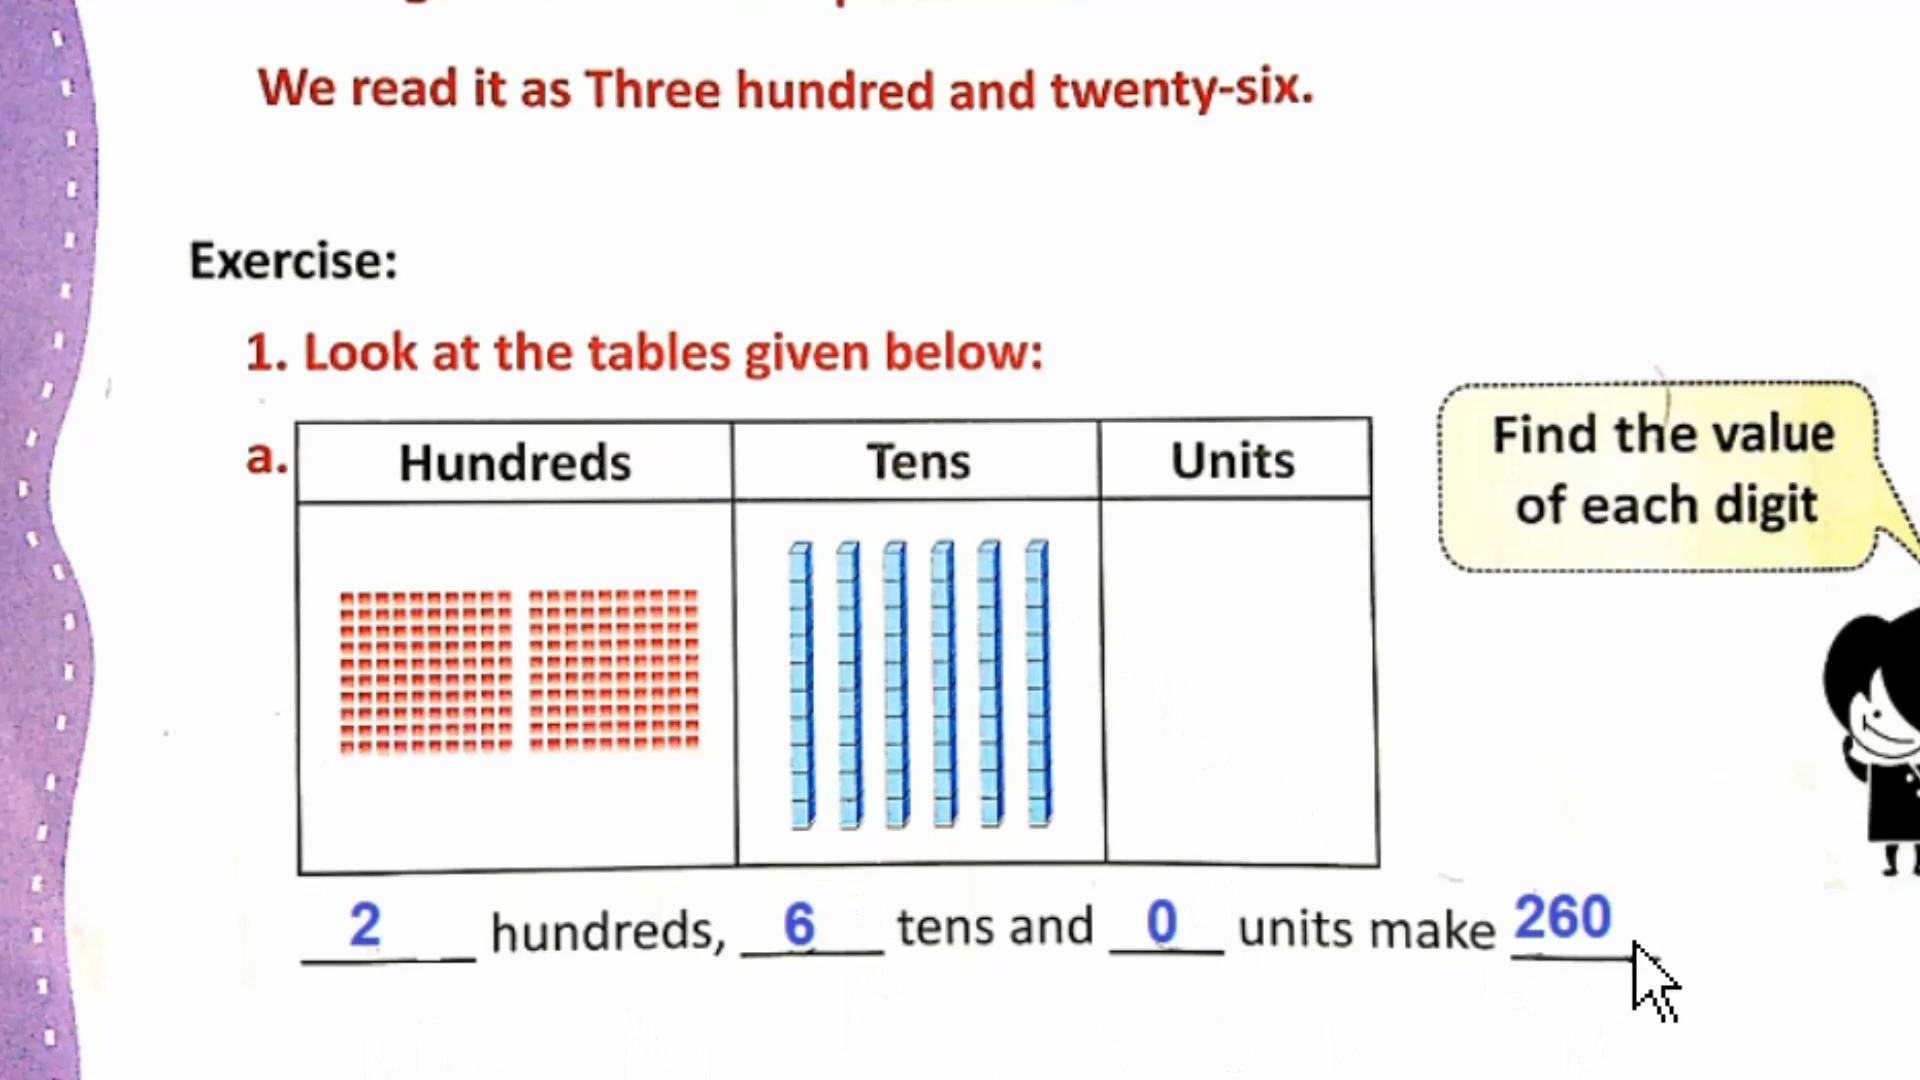 We read it as Three hundred and twenty-six.
Exercise:
1. Look at the tables given below:
a.
Hundreds Tens Units
Find the value
of each digit
2 hundreds, 6 tens and 0 units make 260